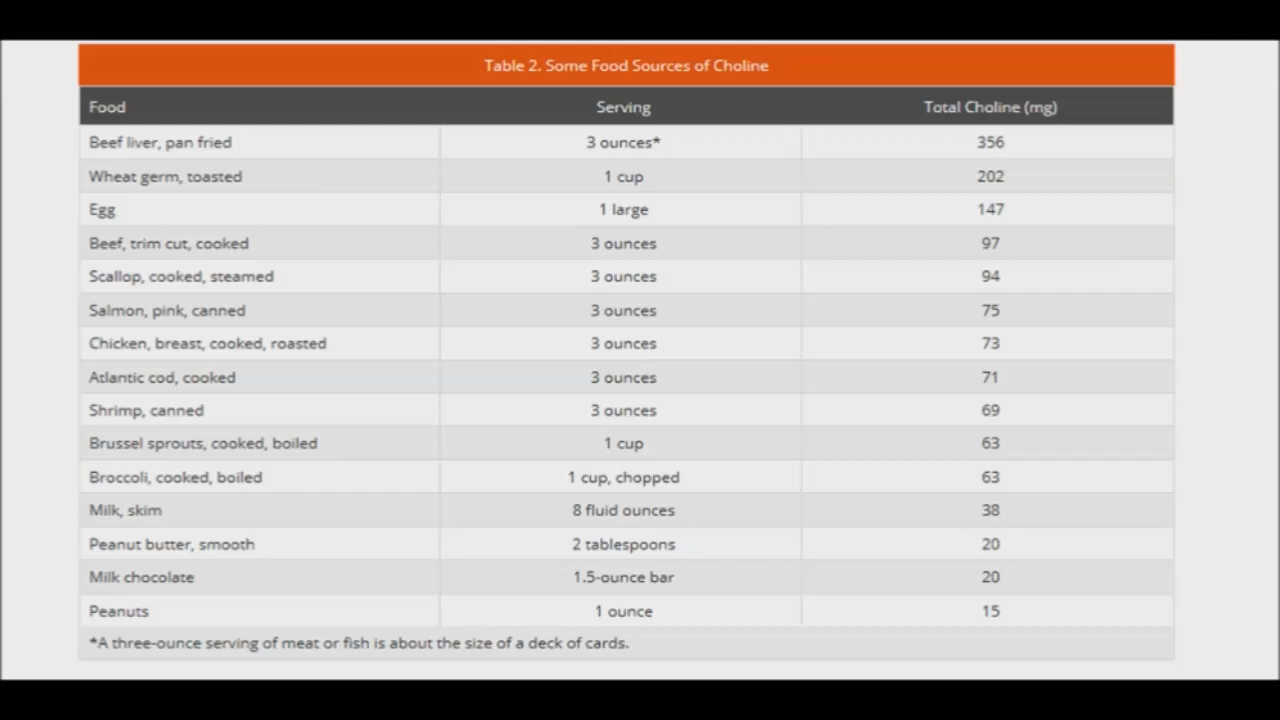 Table 2. Some Food Sources of Choline
Food Serving Total Choline (mg)
Beef liver, pan fried 3 ounces* 356
Wheat germ, toasted 1 cup 202
Egg 1 large 147
Beef, trim cut, cooked 3 ounces 97
Scallop, cooked, steamed 3 ounces 94
Salmon, pink, canned 3 ounces 75
Chicken, breast, cooked, roasted 3 ounces 73
Atlantic cod, cooked 3 ounces 71
Shrimp, canned 3 ounces 69
Brussel sprouts, cooked, boiled 1 cup 63
Broccoli, cooked, boiled 1 cup, chopped 63
Milk, skim 8 fluid ounces 38
Peanut butter, smooth 2 tablespoons 20
Milk chocolate 1.5-ounce bar 20
Peanuts 1 ounce 15
*A three-ounce serving of meat or fish is about the size of a deck of cards.